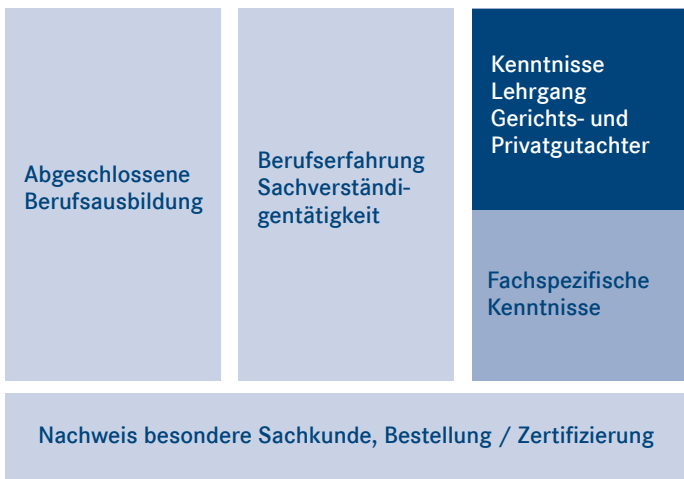 Abgeschlossene
Berufsausbildung
Berufserfahrung
Sachverständi-
gentätigkeit
Kenntnisse
Lehrgang
Gerichts- und
Privatgutachter
Fachspezifische
Kenntnisse
Nachweis besondere Sachkunde, Bestellung / Zertifizierung